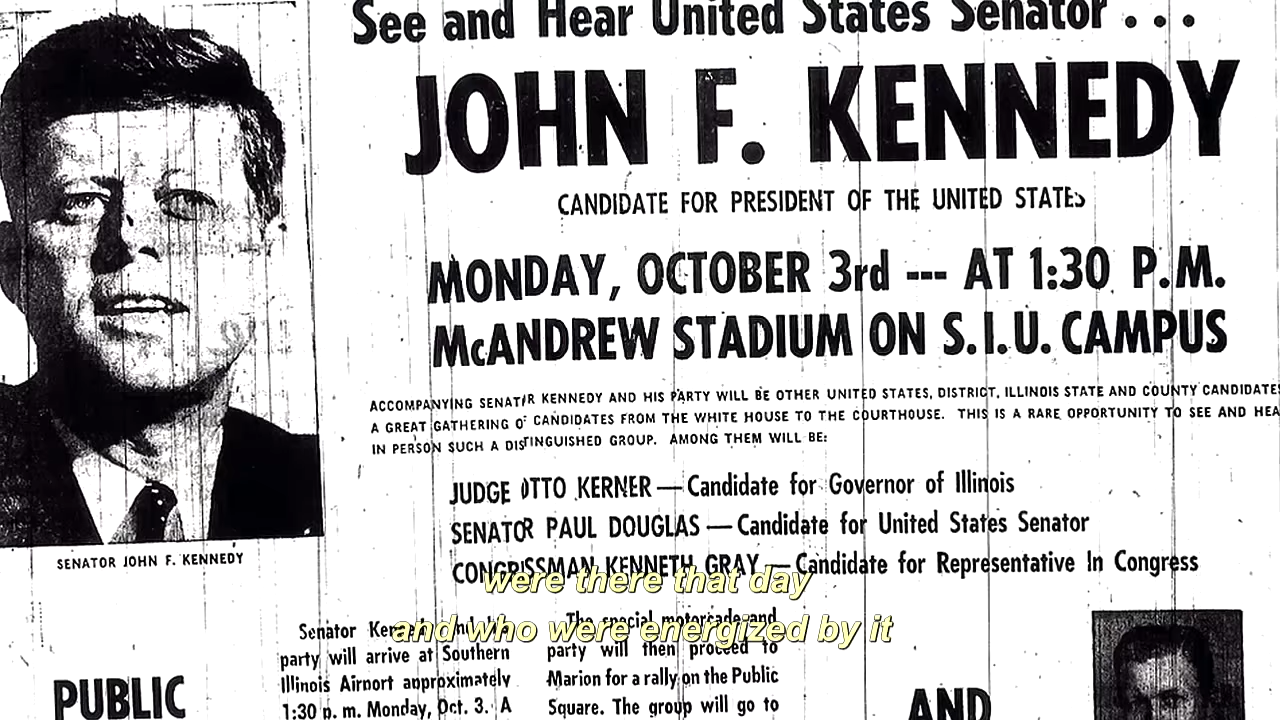 See and Hear United States Senator . . .
JOHN F. KENNEDY
CANDIDATE FOR PRESIDENT OF THE UNITED STATES
MONDAY, OCTOBER 3rd --- AT 1:30 P.M.
McANDREW STADIUM ON S.I.U. CAMPUS
ACCOMPANYING SENATOR KENNEDY AND HIS PARTY WILL BE OTHER UNITED STATES, DISTRICT, ILLINOIS STATE AND COUNTY CANDIDATES
A GREAT GATHERING OF CANDIDATES FROM THE WHITE HOUSE TO THE COURTHOUSE. THIS IS A RARE OPPORTUNITY TO SEE AND HEA
IN PERSON SUCH A DISTINGUISHED GROUP. AMONG THEM WILL BE:
JUDGE OTTO KERNER — Candidate for Governor of Illinois
SENATOR PAUL DOUGLAS — Candidate for United States Senator
CONGRISSMAN KENNETH GRAY — Candidate for Representative In Congress
SENATOR JOHN F. KENNEDY
were there that day
and who were energized by it
PUBLIC
Senator
party will arrive at Southern
Illinois Airport approximately
1:30 p. m. Monday, Oct. 3. A
The special motorcade and
party will then proceed to
Marion for a rally on the Public
Square. The group will go to
AND